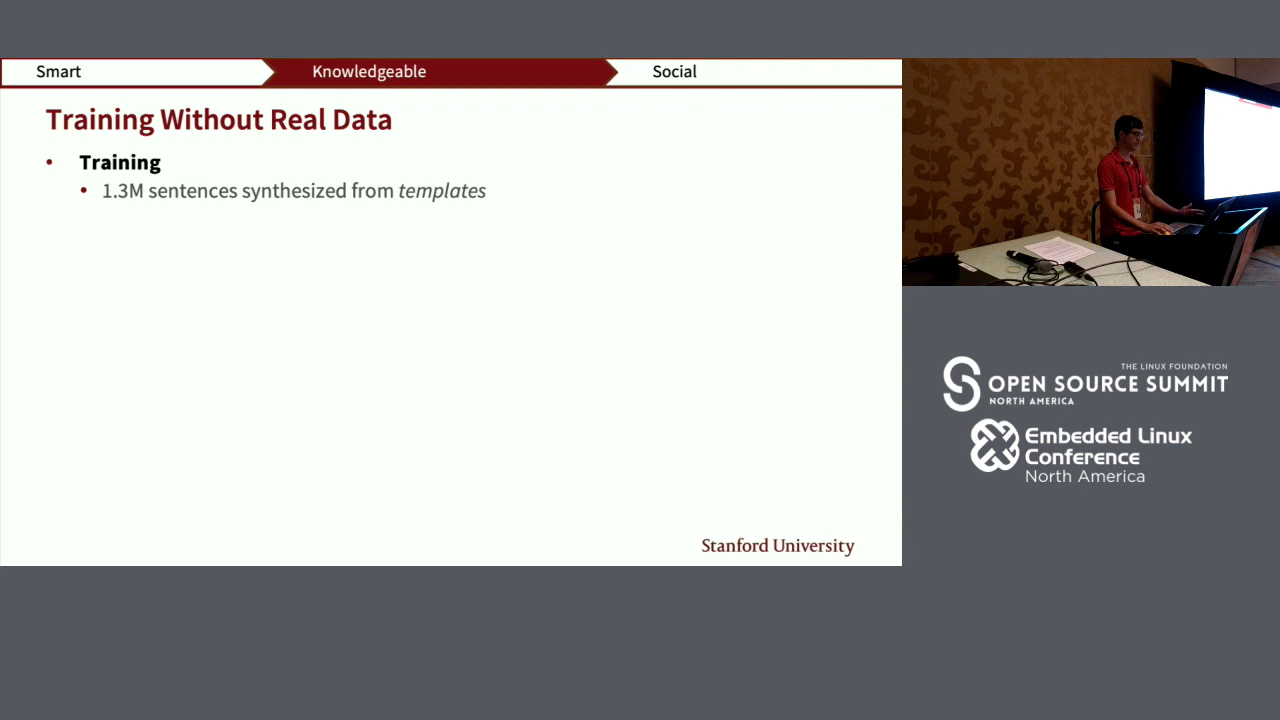 Smart
Knowledgeable
Social
Training Without Real Data
• Training
• 1.3M sentences synthesized from templates
Stanford University
THE LINUX FOUNDATION
OPEN SOURCE SUMMIT
NORTH AMERICA
Embedded Linux
Conference
North America